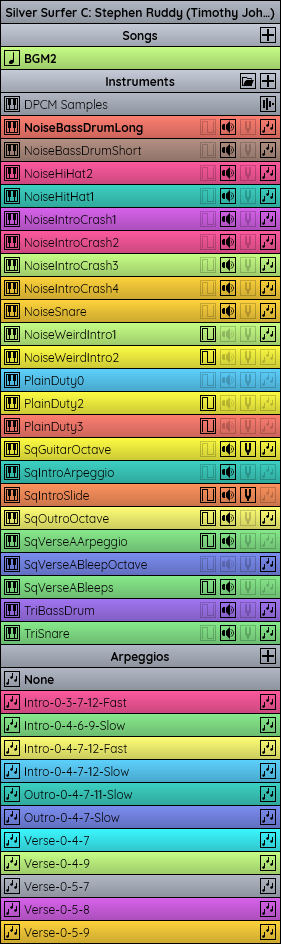 Silver Surfer C: Stephen Ruddy (Timothy Joh,...)
Songs
BGM2
Instruments
DPCM Samples
NoiseBassDrumLong
NoiseBassDrumShort
NoiseHiHat2
NoiseHitHat1
NoiseIntroCrash1
NoiseIntroCrash2
NoiseIntroCrash3
NoiseIntroCrash4
NoiseSnare
NoiseWeirdIntro1
NoiseWeirdIntro2
PlainDuty0
PlainDuty2
PlainDuty3
SqGuitarOctave
SqIntroArpeggio
SqIntroSlide
SqOutroOctave
SqVerseAArpeggio
SqVerseABleepOctave
SqVerseABleeps
TriBassDrum
TriSnare
Arpeggios
None
Intro-0-3-7-12-Fast
Intro-0-4-6-9-Slow
Intro-0-4-7-12-Fast
Intro-0-4-7-12-Slow
Outro-0-4-7-11-Slow
Outro-0-4-7-Slow
Verse-0-4-7
Verse-0-4-9
Verse-0-5-7
Verse-0-5-8
Verse-0-5-9